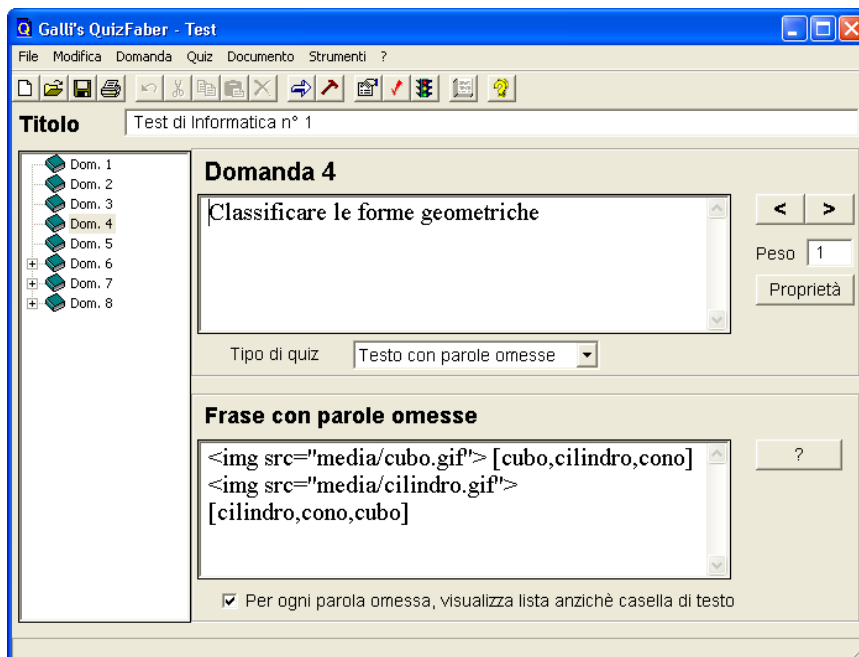 Galli's QuizFaber - Test
File Modifica Domanda Quiz Documento Strumenti ?
Titolo Test di Informatica n° 1
Dom. 1
Dom. 2
Dom. 3
Dom. 4
Dom. 5
Dom. 6
Dom. 7
Dom. 8
Domanda 4
Classificare le forme geometriche
< >
Peso 1
Proprietà
Tipo di quiz Testo con parole omesse
Frase con parole omesse
<img src="media/cubo.gif"> [cubo,cilindro,cono]
<img src="media/cilindro.gif">
[cilindro,cono,cubo]
?
Per ogni parola omessa, visualizza lista anzichè casella di testo